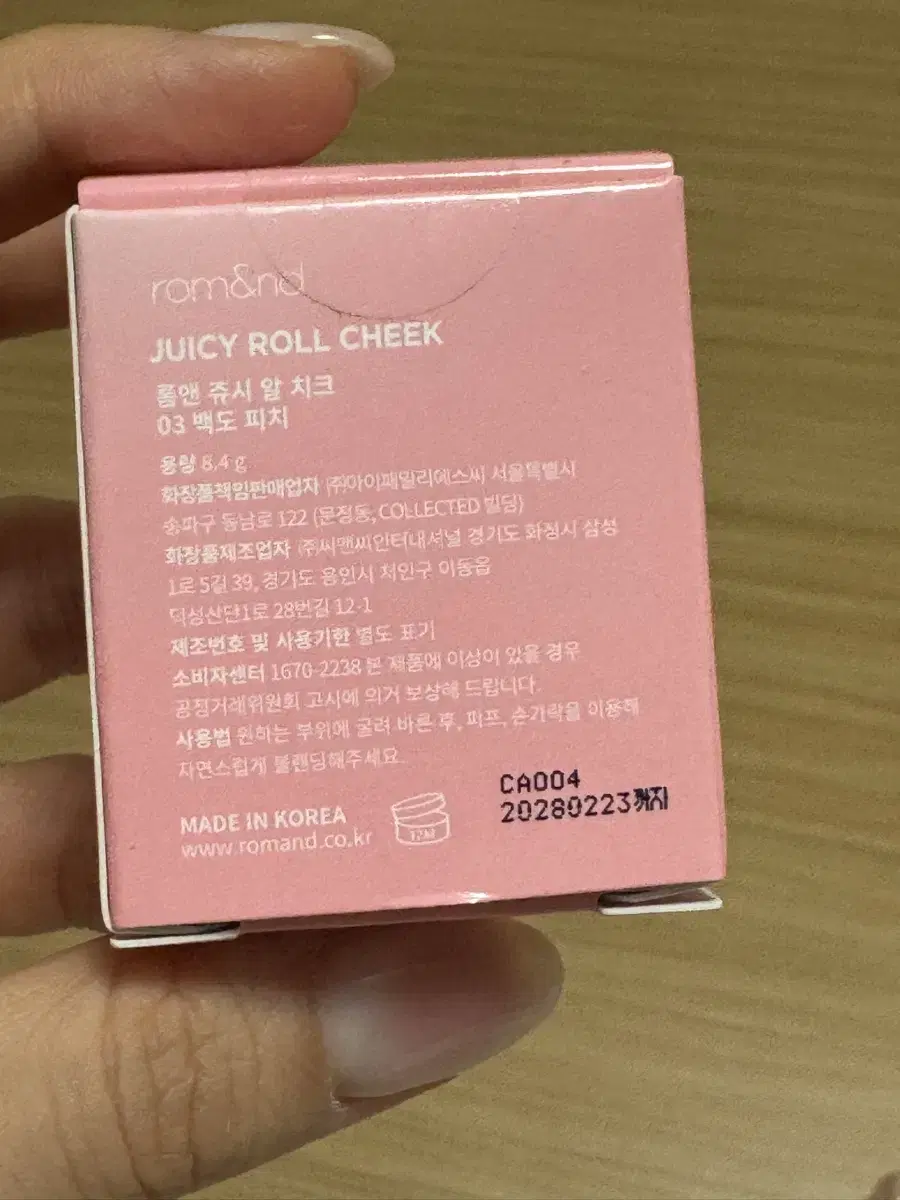 rom&nd
JUICY ROLL CHEEK
롬앤 쥬시 알 치크
03 백도 피치
용량 8.4 g
화장품책임판매업자 ㈜아이패밀리에스씨 서울특별시
송파구 동남로 122 (문정동, COLLECTED 빌딩)
화장품제조업자 ㈜씨앤씨인터내셔널 경기도 화성시 삼성
1로 5길 39, 경기도 용인시 처인구 이동읍
덕성산단1로 28번길 12-1
제조번호 및 사용기한 별도 표기
소비자센터 1670-2238 본 제품에 이상이 있을 경우
공정거래위원회 고시에 의거 보상해 드립니다.
사용법 원하는 부위에 굴려 바른 후, 퍼프, 손가락을 이용해
자연스럽게 블렌딩해주세요.
MADE IN KOREA
www.romand.co.kr
12M
CA004
20280223까지